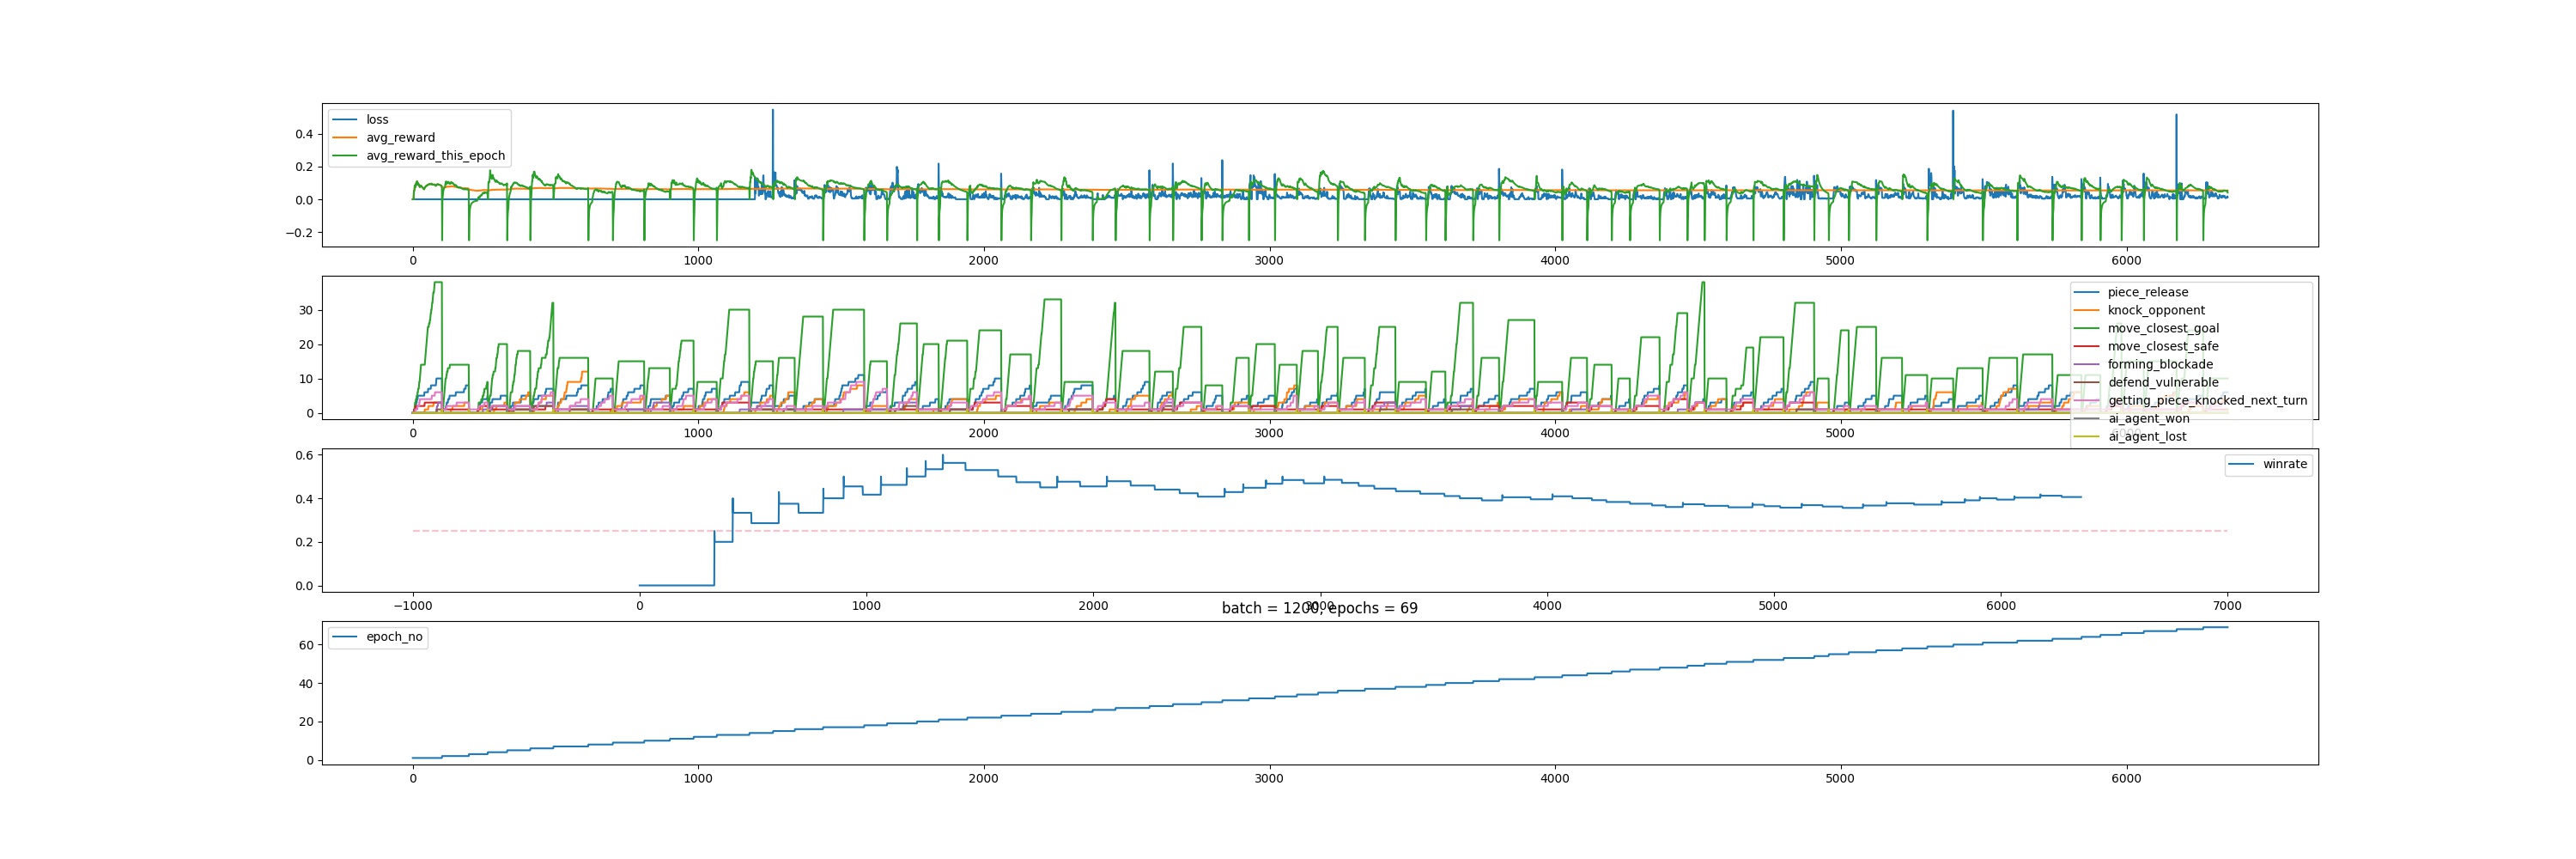 loss
avg_reward
avg_reward_this_epoch
0.4
0.2
0.0
−0.2
0 1000 2000 3000 4000 5000 6000
piece_release
knock_opponent
move_closest_goal
move_closest_safe
forming_blockade
defend_vulnerable
getting_piece_knocked_next_turn
ai_agent_won
ai_agent_lost
30
20
10
0
0 1000 2000 3000 4000 5000 6000
winrate
0.6
0.4
0.2
0.0
−1000 0 1000 2000 3000 4000 5000 6000 7000
batch = 1200, epochs = 69
epoch_no
60
40
20
0
0 1000 2000 3000 4000 5000 6000